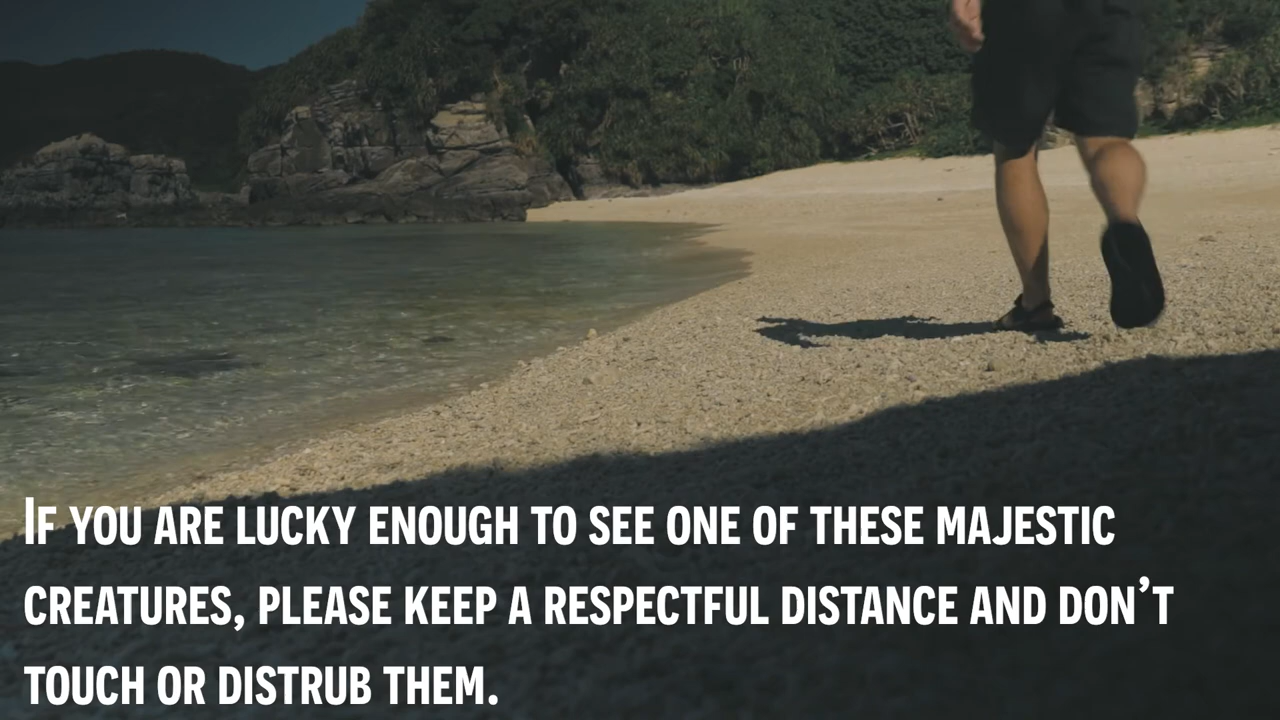 If you are lucky enough to see one of these majestic
creatures, please keep a respectful distance and don't
touch or distrub them.